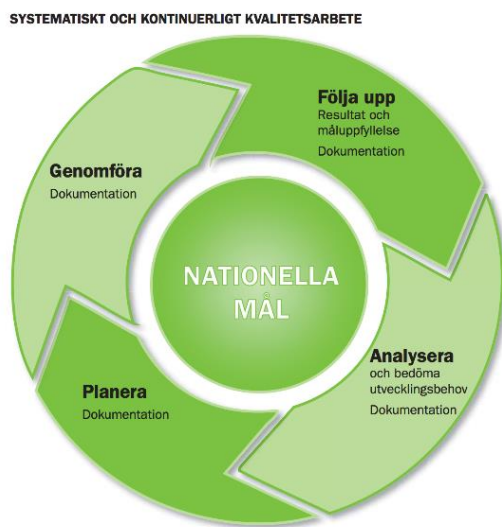 SYSTEMATISKT OCH KONTINUERLIGT KVALITETSARBETE
Följa upp
Resultat och
måluppfyllelse
Dokumentation
Genomföra
Dokumentation
NATIONELLA
MÅL
Analysera
och bedöma
utvecklingsbehov
Dokumentation
Planera
Dokumentation